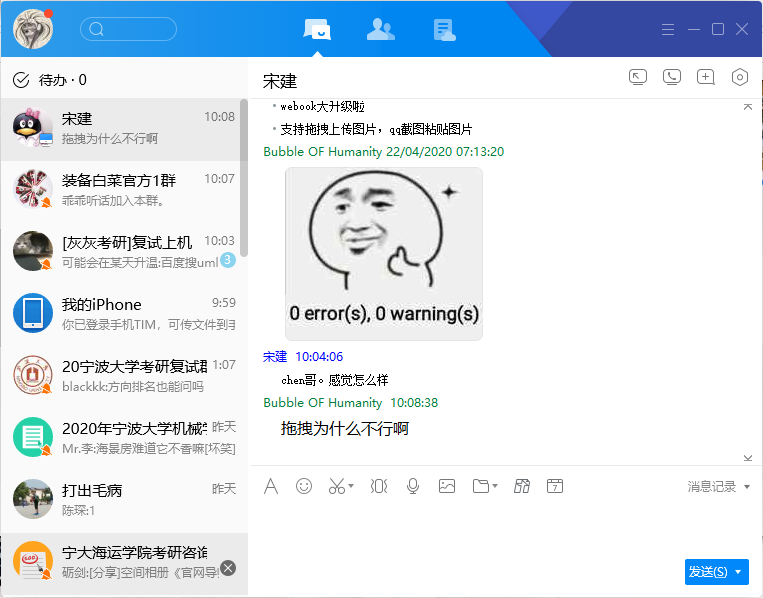 待办 · 0
宋建
10:08
拖拽为什么不行啊
装备白菜官方1群
10:07
乖乖听话加入本群。
[灰灰考研]复试上机
10:03
可能会在某天升温:百度搜uml
3
我的iPhone
9:59
你已登录手机TIM，可传文件到手
20宁波大学考研复试群
1:07
blackkk:方向排名也能问吗
2020年宁波大学机械学
昨天
Mr.李:海景房难道它不香嘛[坏笑]
打出毛病
昨天
陈琛:1
宁大海运学院考研咨询
砺剑:[分享]空间相册《官网导
宋建
• webook大升级啦
• 支持拖拽上传图片，qq截图粘贴图片
Bubble OF Humanity 22/04/2020 07:13:20
0 error(s), 0 warning(s)
宋建 10:04:06
chen哥。感觉怎么样
Bubble OF Humanity 10:08:38
拖拽为什么不行啊
7
消息记录
发送(S)